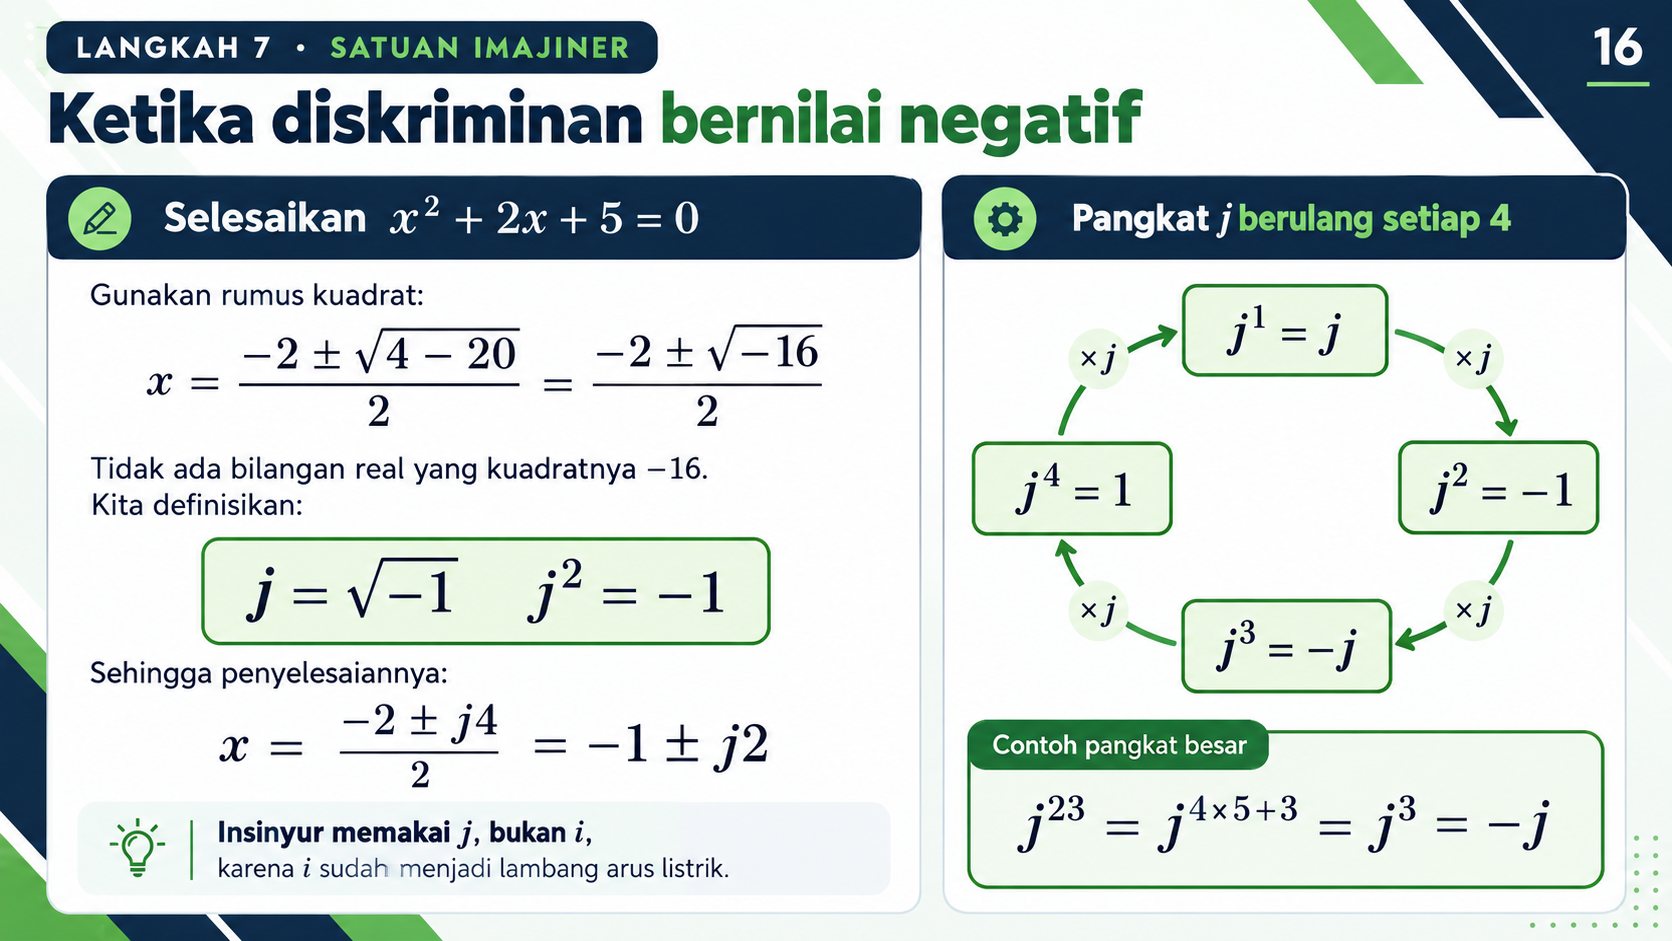 LANGKAH 7 • SATUAN IMAJINER
16
Ketika diskriminan bernilai negatif
Selesaikan x² + 2x + 5 = 0
Gunakan rumus kuadrat:
x = (−2 ± √(4 − 20)) / 2 = (−2 ± √(−16)) / 2
Tidak ada bilangan real yang kuadratnya −16.
Kita definisikan:
j = √−1 j² = −1
Sehingga penyelesaiannya:
x = (−2 ± j4) / 2 = −1 ± j2
Insinyur memakai j, bukan i,
karena i sudah menjadi lambang arus listrik.
Pangkat j berulang setiap 4
j¹ = j
×j
×j
j⁴ = 1
j² = −1
×j
×j
j³ = −j
Contoh pangkat besar
j²³ = j⁴ˣ⁵⁺³ = j³ = −j